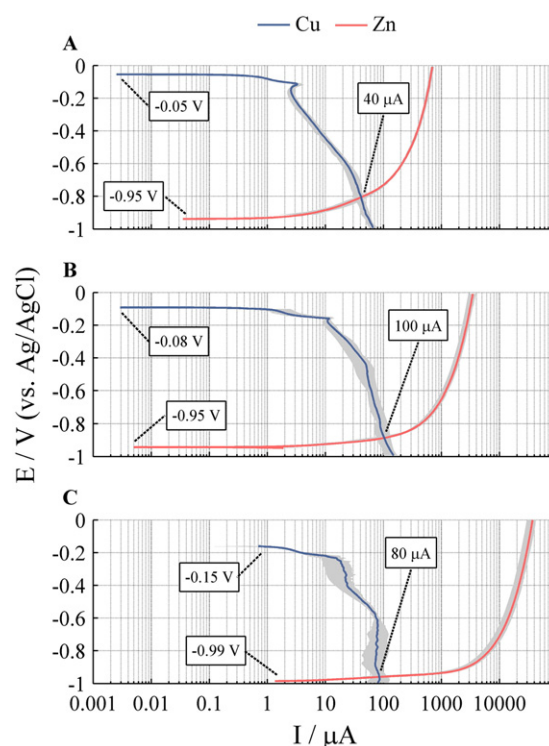 Cu Zn
A
0
-0.2
-0.4
-0.6
-0.8
-1
-0.05 V
40 µA
-0.95 V
B
0
-0.2
-0.4
-0.6
-0.8
-1
-0.08 V
100 µA
-0.95 V
C
0
-0.2
-0.4
-0.6
-0.8
-1
-0.15 V
80 µA
-0.99 V
E / V (vs. Ag/AgCl)
0.001 0.01 0.1 1 10 100 1000 10000
I / µA